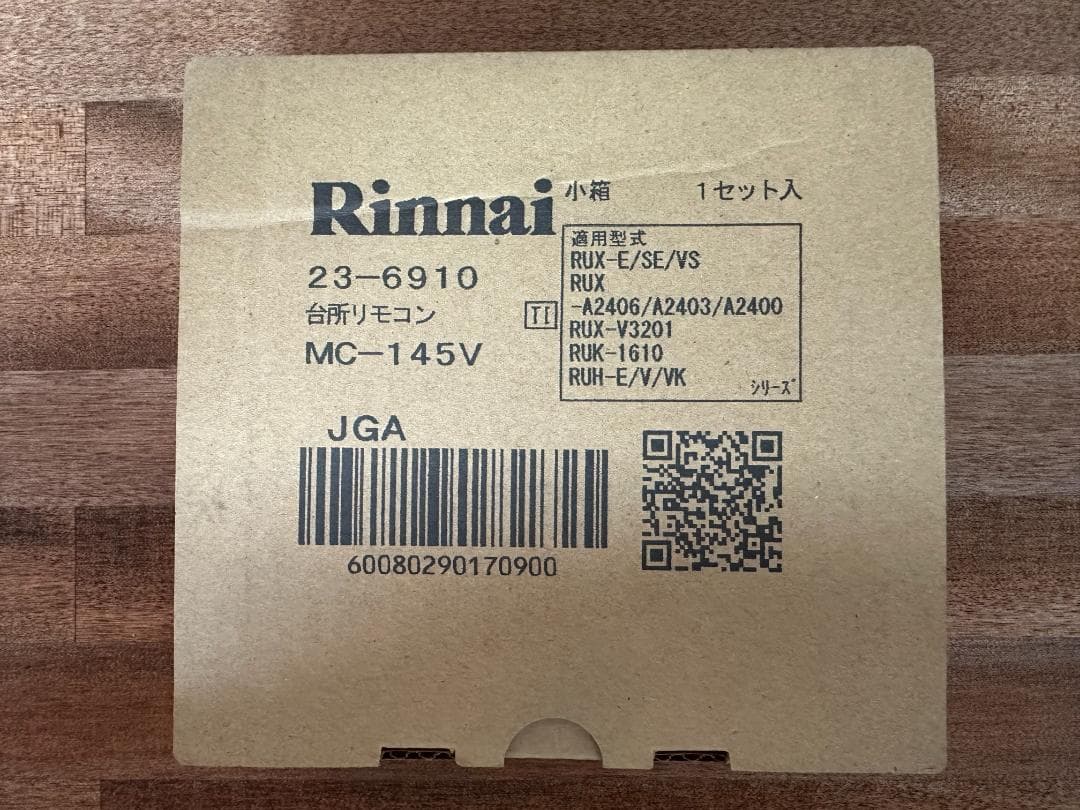 Rinnai
小箱 1セット入
23-6910
台所リモコン
MC-145V
TI
適用型式
RUX-E/SE/VS
RUX
-A2406/A2403/A2400
RUX-V3201
RUK-1610
RUH-E/V/VK
シリーズ
JGA
60080290170900